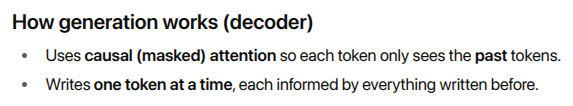 How generation works (decoder)
• Uses causal (masked) attention so each token only sees the past tokens.
• Writes one token at a time, each informed by everything written before.